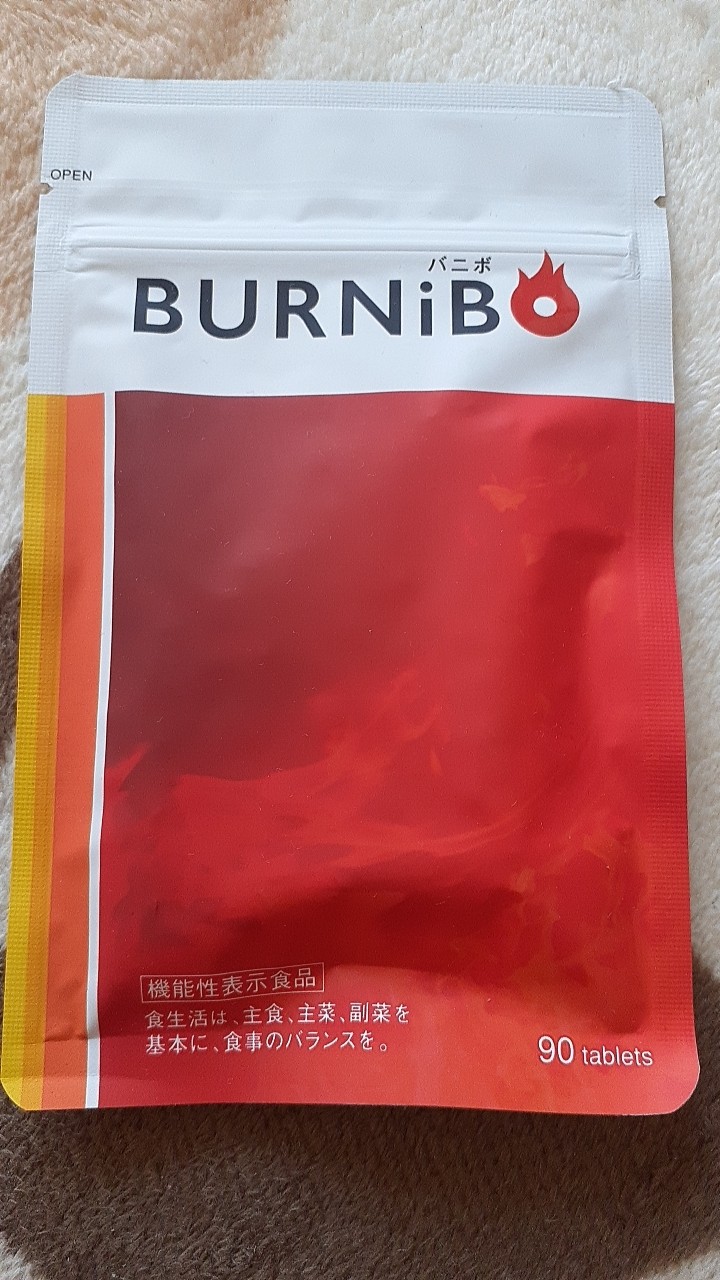 OPEN
バニボ
BURNiBO
機能性表示食品
食生活は、主食、主菜、副菜を
基本に、食事のバランスを。
90 tablets